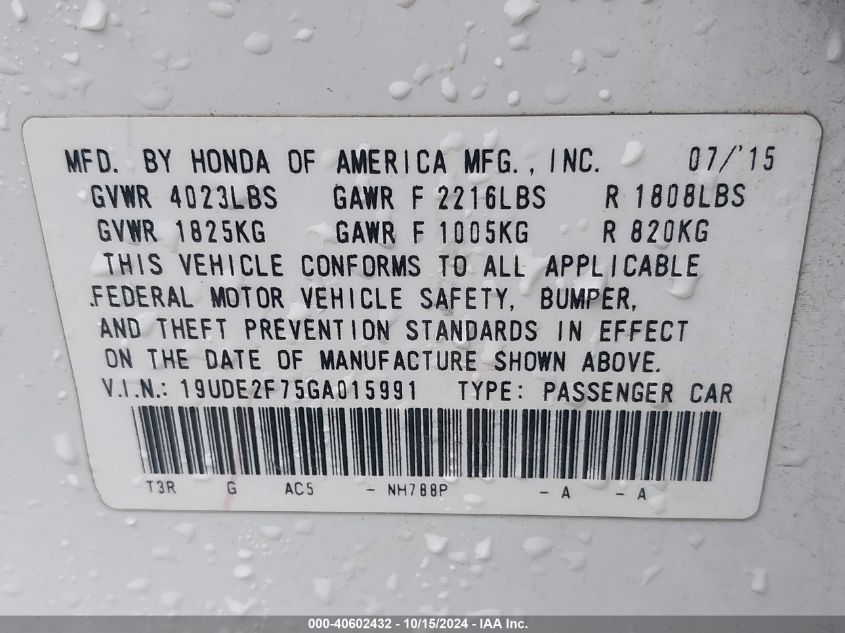 MFD. BY HONDA OF AMERICA MFG., INC. 07/'15
GVWR 4023LBS GAWR F 2216LBS R 1808LBS
GVWR 1825KG GAWR F 1005KG R 820KG
THIS VEHICLE CONFORMS TO ALL APPLICABLE
FEDERAL MOTOR VEHICLE SAFETY, BUMPER,
AND THEFT PREVENTION STANDARDS IN EFFECT
ON THE DATE OF MANUFACTURE SHOWN ABOVE.
V.I.N.: 19UDE2F75GA015991 TYPE: PASSENGER CAR
T3R G AC5 - NH788P - A - A
000-40602432 - 10/15/2024 - IAA Inc.